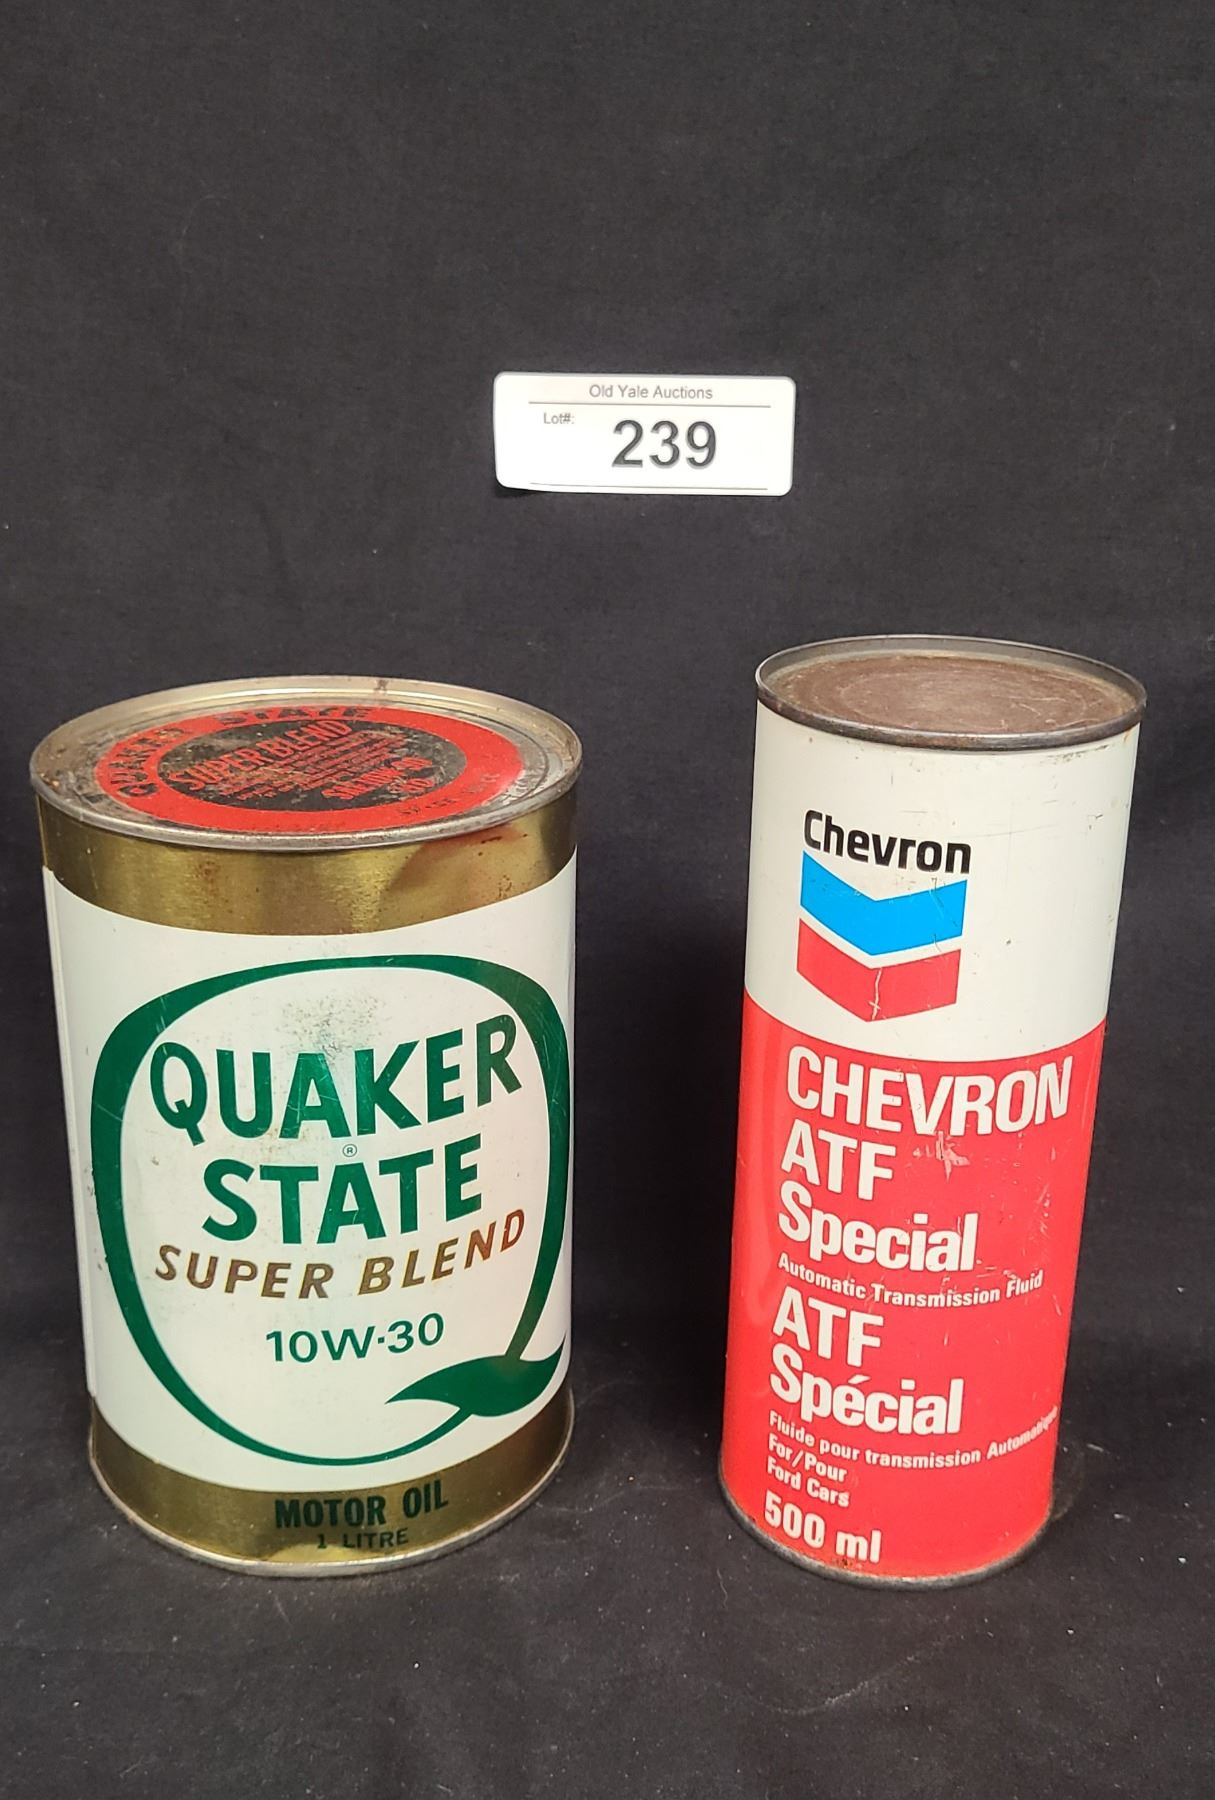 Old Yale Auctions
Lot#:
239
STATE
SUPER BLEND
QUAKER
®
STATE
SUPER BLEND
10W-30
MOTOR OIL
1 LITRE
Chevron
CHEVRON
ATF
Special
Automatic Transmission Fluid
ATF
Spécial
Fluide pour transmission Automatique
For/Pour
Ford Cars
500 ml